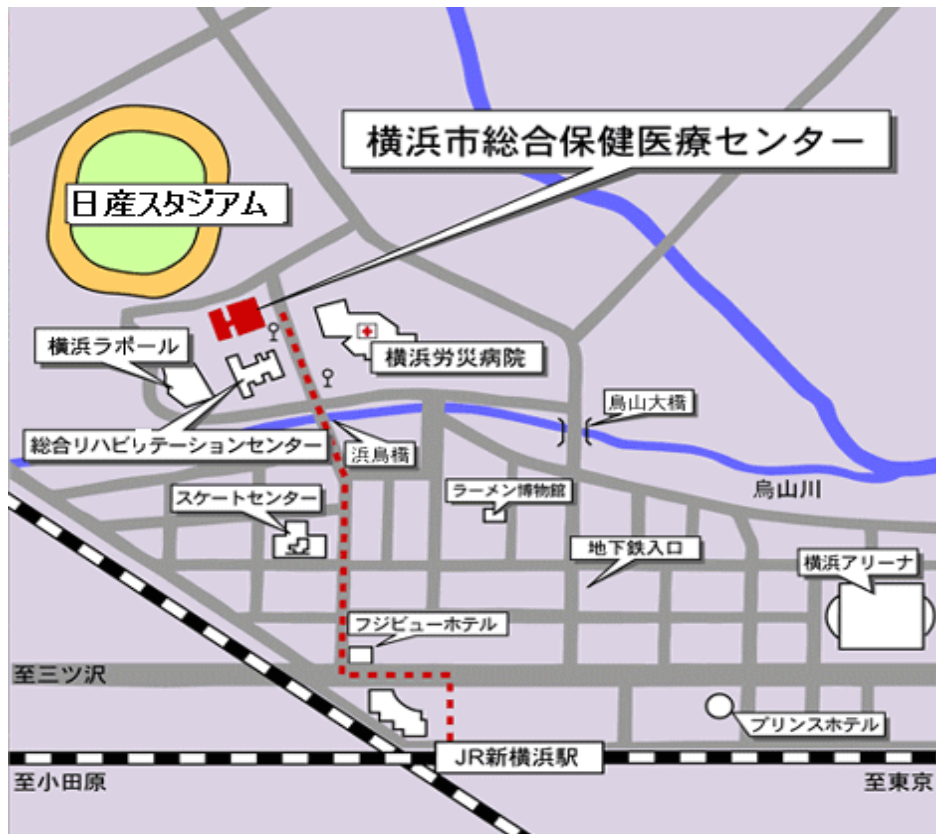 横浜市総合保健医療センター
日産スタジアム
横浜ラポール
横浜労災病院
総合リハビリテーションセンター
浜鳥橋
鳥山大橋
鳥山川
スケートセンター
ラーメン博物館
地下鉄入口
横浜アリーナ
フジビューホテル
至三ツ沢
プリンスホテル
JR新横浜駅
至小田原
至東京